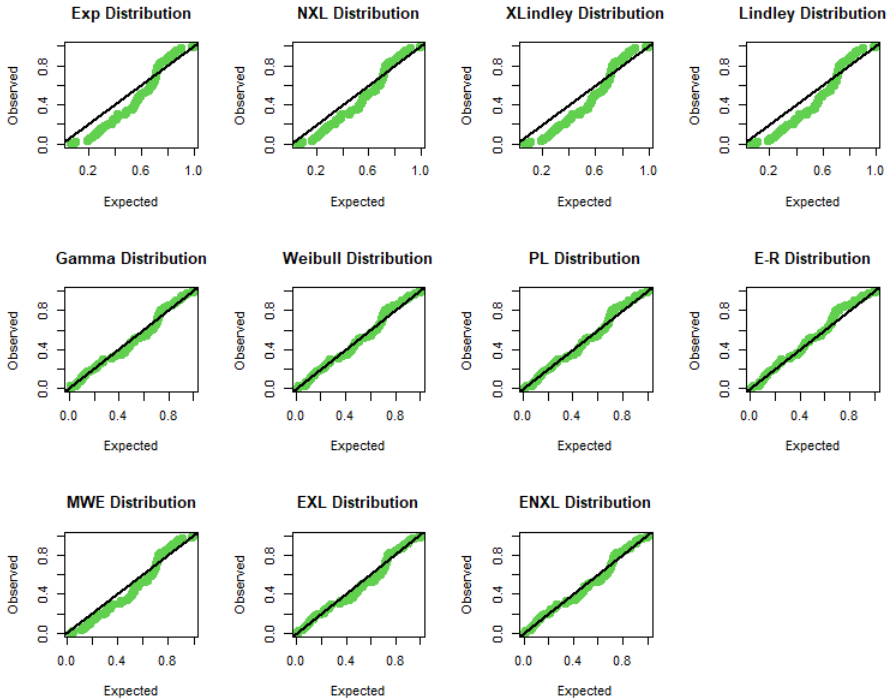 Exp Distribution
NXL Distribution
XLindley Distribution
Lindley Distribution
Observed
0.0 0.4 0.8
0.2 0.6 1.0
Expected
Observed
0.0 0.4 0.8
0.2 0.6 1.0
Expected
Observed
0.0 0.4 0.8
0.2 0.6 1.0
Expected
Observed
0.0 0.4 0.8
0.2 0.6 1.0
Expected
Gamma Distribution
Weibull Distribution
PL Distribution
E-R Distribution
Observed
0.0 0.4 0.8
0.0 0.4 0.8
Expected
Observed
0.0 0.4 0.8
0.0 0.4 0.8
Expected
Observed
0.0 0.4 0.8
0.0 0.4 0.8
Expected
Observed
0.0 0.4 0.8
0.0 0.4 0.8
Expected
MWE Distribution
EXL Distribution
ENXL Distribution
Observed
0.0 0.4 0.8
0.0 0.4 0.8
Expected
Observed
0.0 0.4 0.8
0.0 0.4 0.8
Expected
Observed
0.0 0.4 0.8
0.0 0.4 0.8
Expected